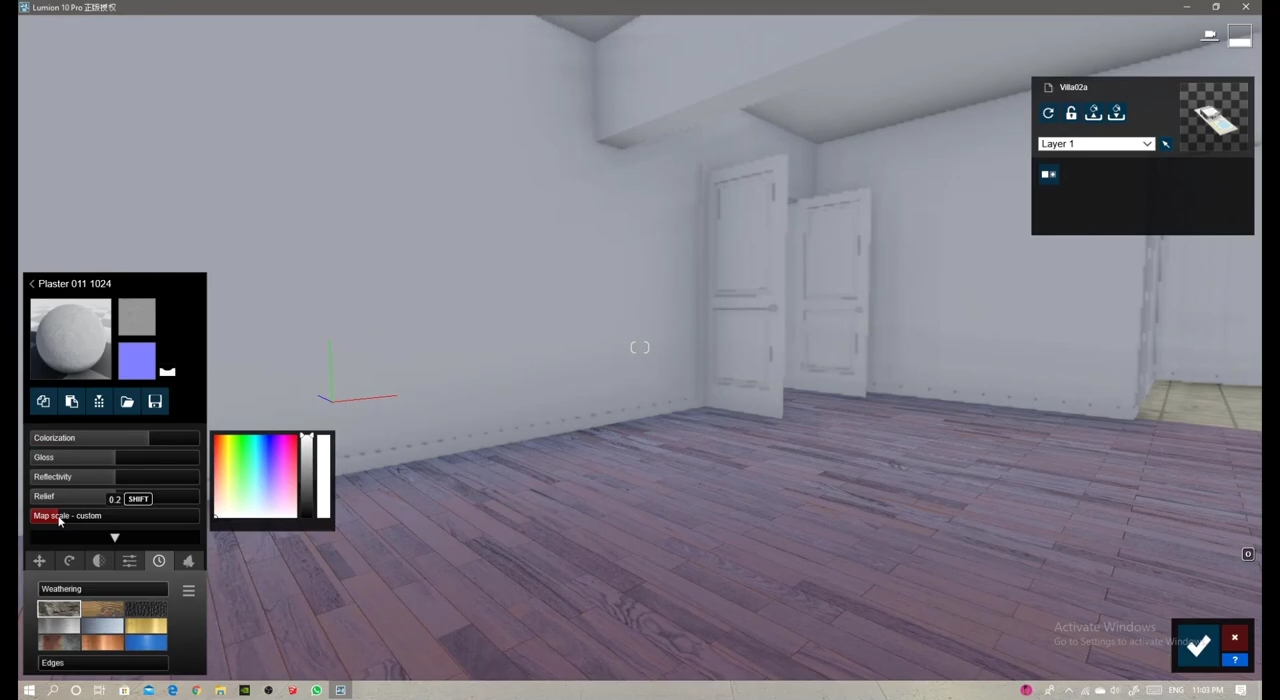 Lumion 10 Pro 正版授权
Villa02a
Layer 1
Plaster 011 1024
Colorization
Gloss
Reflectivity
Relief
0.2 SHIFT
Map scale - custom
Weathering
Edges
Activate Windows
Go to Settings to activate Windows
?
ENG
11:03 PM